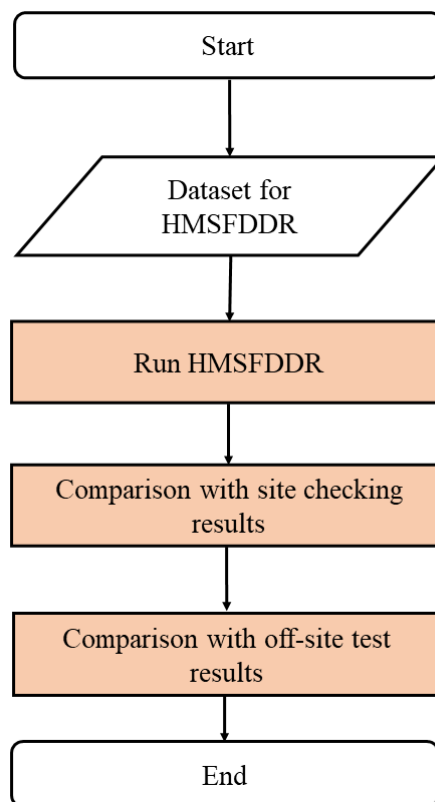 Start
Dataset for
HMSFDDR
Run HMSFDDR
Comparison with site checking
results
Comparison with off-site test
results
End